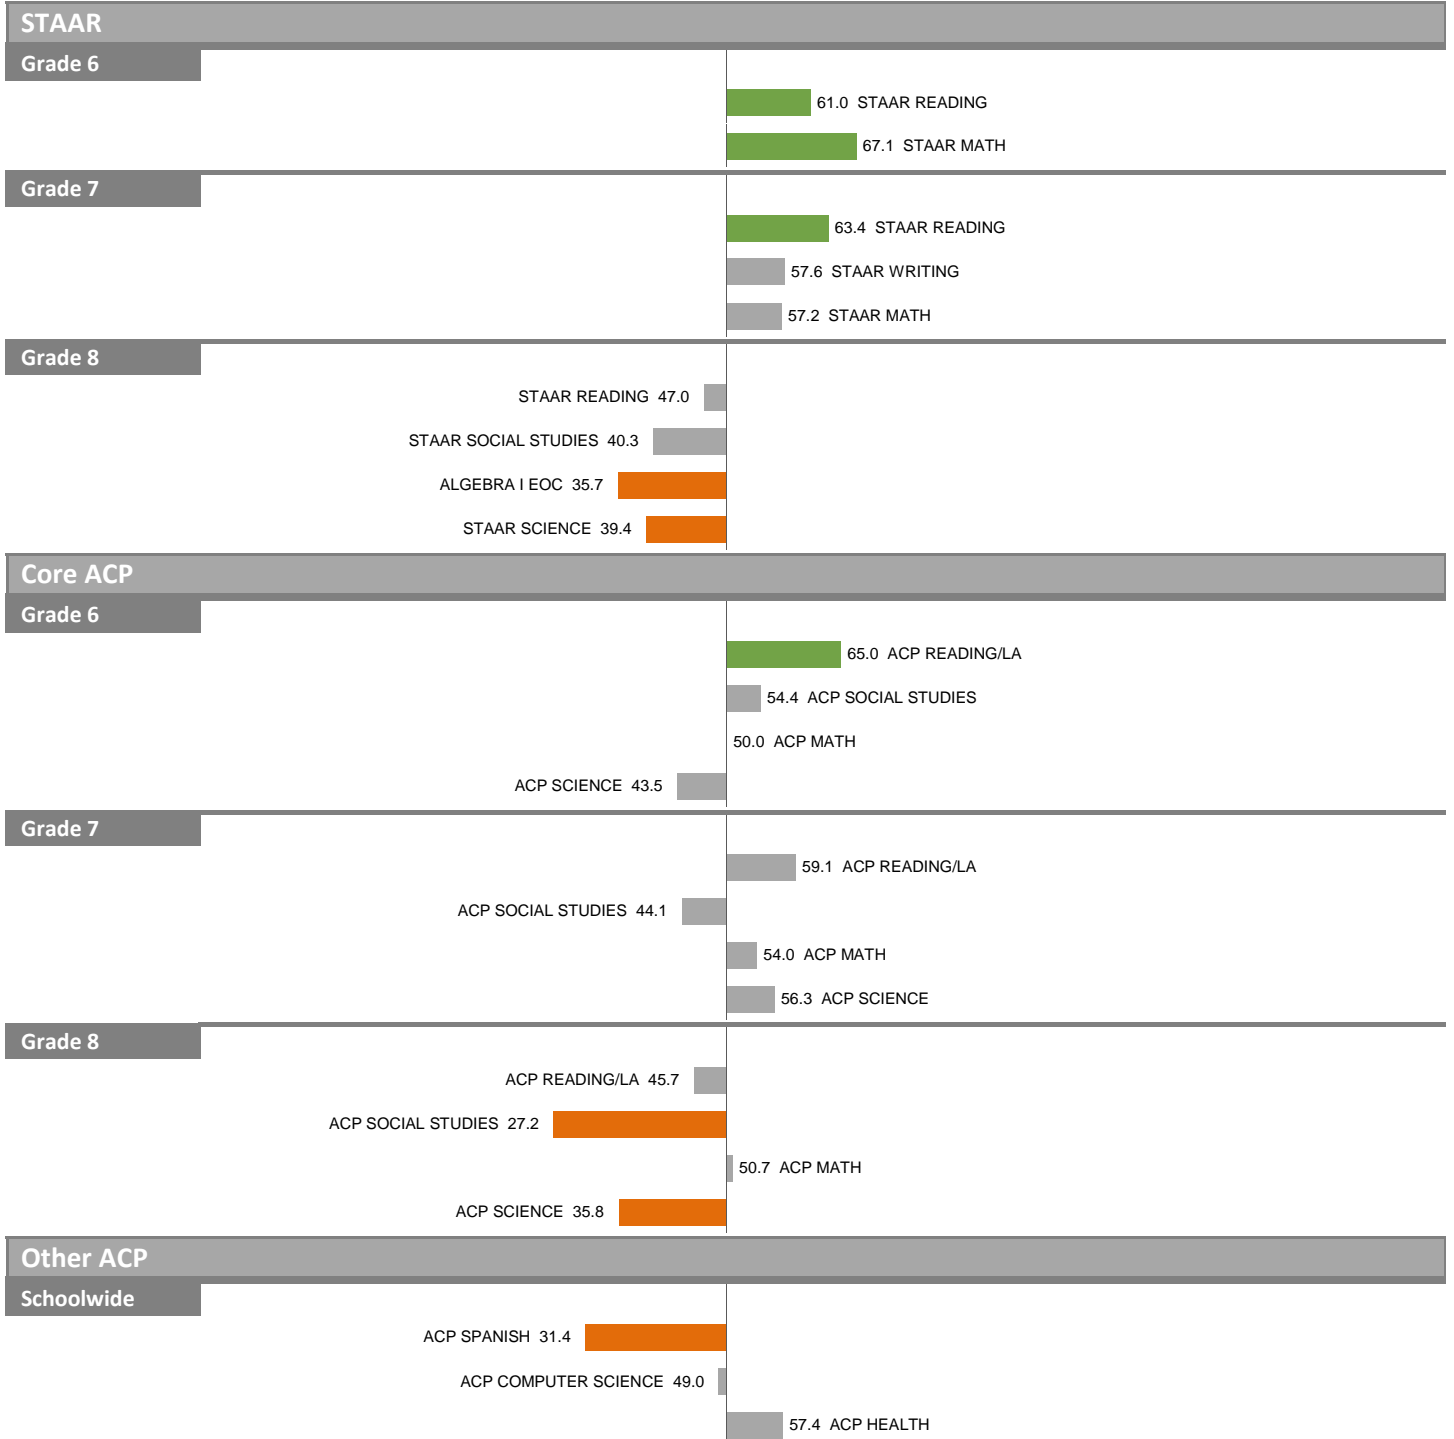 STAAR
Grade 6
61.0 STAAR READING
67.1 STAAR MATH
Grade 7
63.4 STAAR READING
57.6 STAAR WRITING
57.2 STAAR MATH
Grade 8
STAAR READING 47.0
STAAR SOCIAL STUDIES 40.3
ALGEBRA I EOC 35.7
STAAR SCIENCE 39.4
Core ACP
Grade 6
65.0 ACP READING/LA
54.4 ACP SOCIAL STUDIES
50.0 ACP MATH
ACP SCIENCE 43.5
Grade 7
59.1 ACP READING/LA
ACP SOCIAL STUDIES 44.1
54.0 ACP MATH
56.3 ACP SCIENCE
Grade 8
ACP READING/LA 45.7
ACP SOCIAL STUDIES 27.2
50.7 ACP MATH
ACP SCIENCE 35.8
Other ACP
Schoolwide
ACP SPANISH 31.4
ACP COMPUTER SCIENCE 49.0
57.4 ACP HEALTH